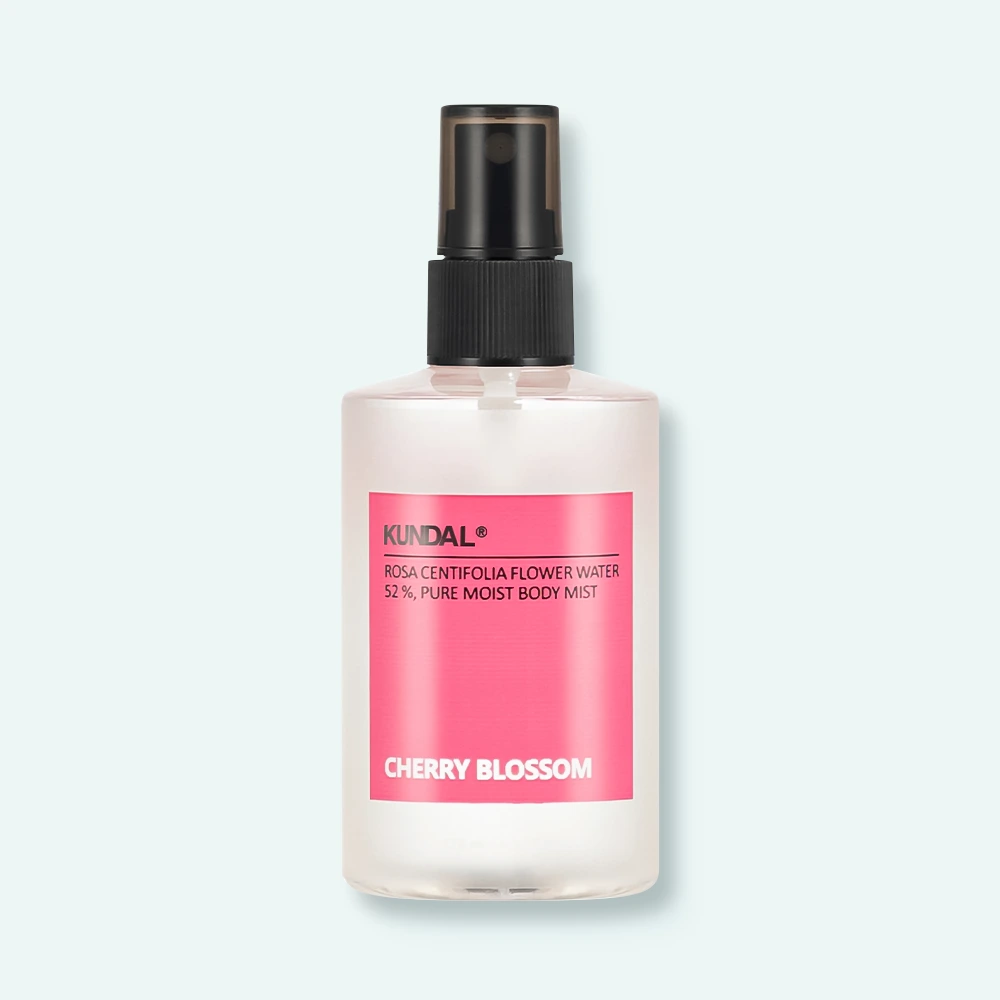 KUNDAL®
ROSA CENTIFOLIA FLOWER WATER
52 %, PURE MOIST BODY MIST
CHERRY BLOSSOM